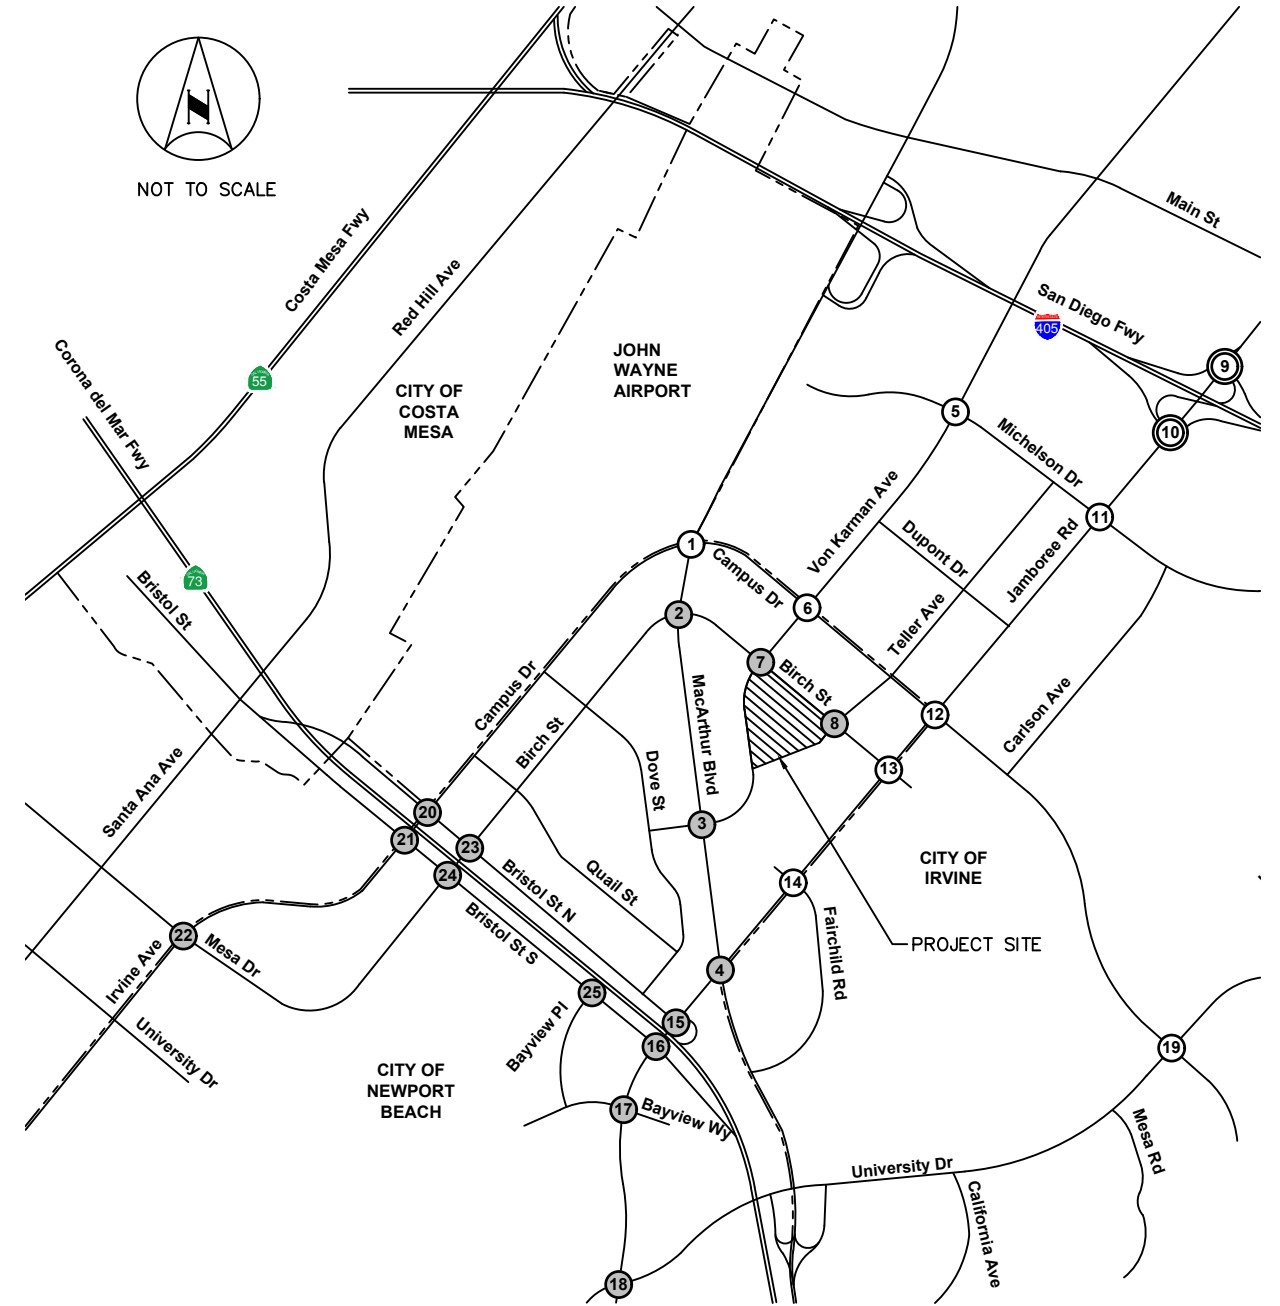 N
NOT TO SCALE
Costa Mesa Fwy
Red Hill Ave
Main St
San Diego Fwy
405
Corona del Mar Fwy
55
CITY OF
COSTA
MESA
JOHN
WAYNE
AIRPORT
9
5
10
Michelson Dr
11
Von Karman Ave
Dupont Dr
Jamboree Rd
1
Campus Dr
73
Bristol St
6
Teller Ave
2
7
Birch St
8
12
Carlson Ave
MacArthur Blvd
Campus Dr
Birch St
Dove St
13
Santa Ana Ave
20
21
23
24
3
Quail St
Bristol St N
14
CITY OF
IRVINE
Fairchild Rd
PROJECT SITE
Bristol St S
22
Mesa Dr
Irvine Ave
4
25
15
16
Bayview Pl
University Dr
19
CITY OF
NEWPORT
BEACH
17
Bayview Wy
Mesa Rd
University Dr
California Ave
18